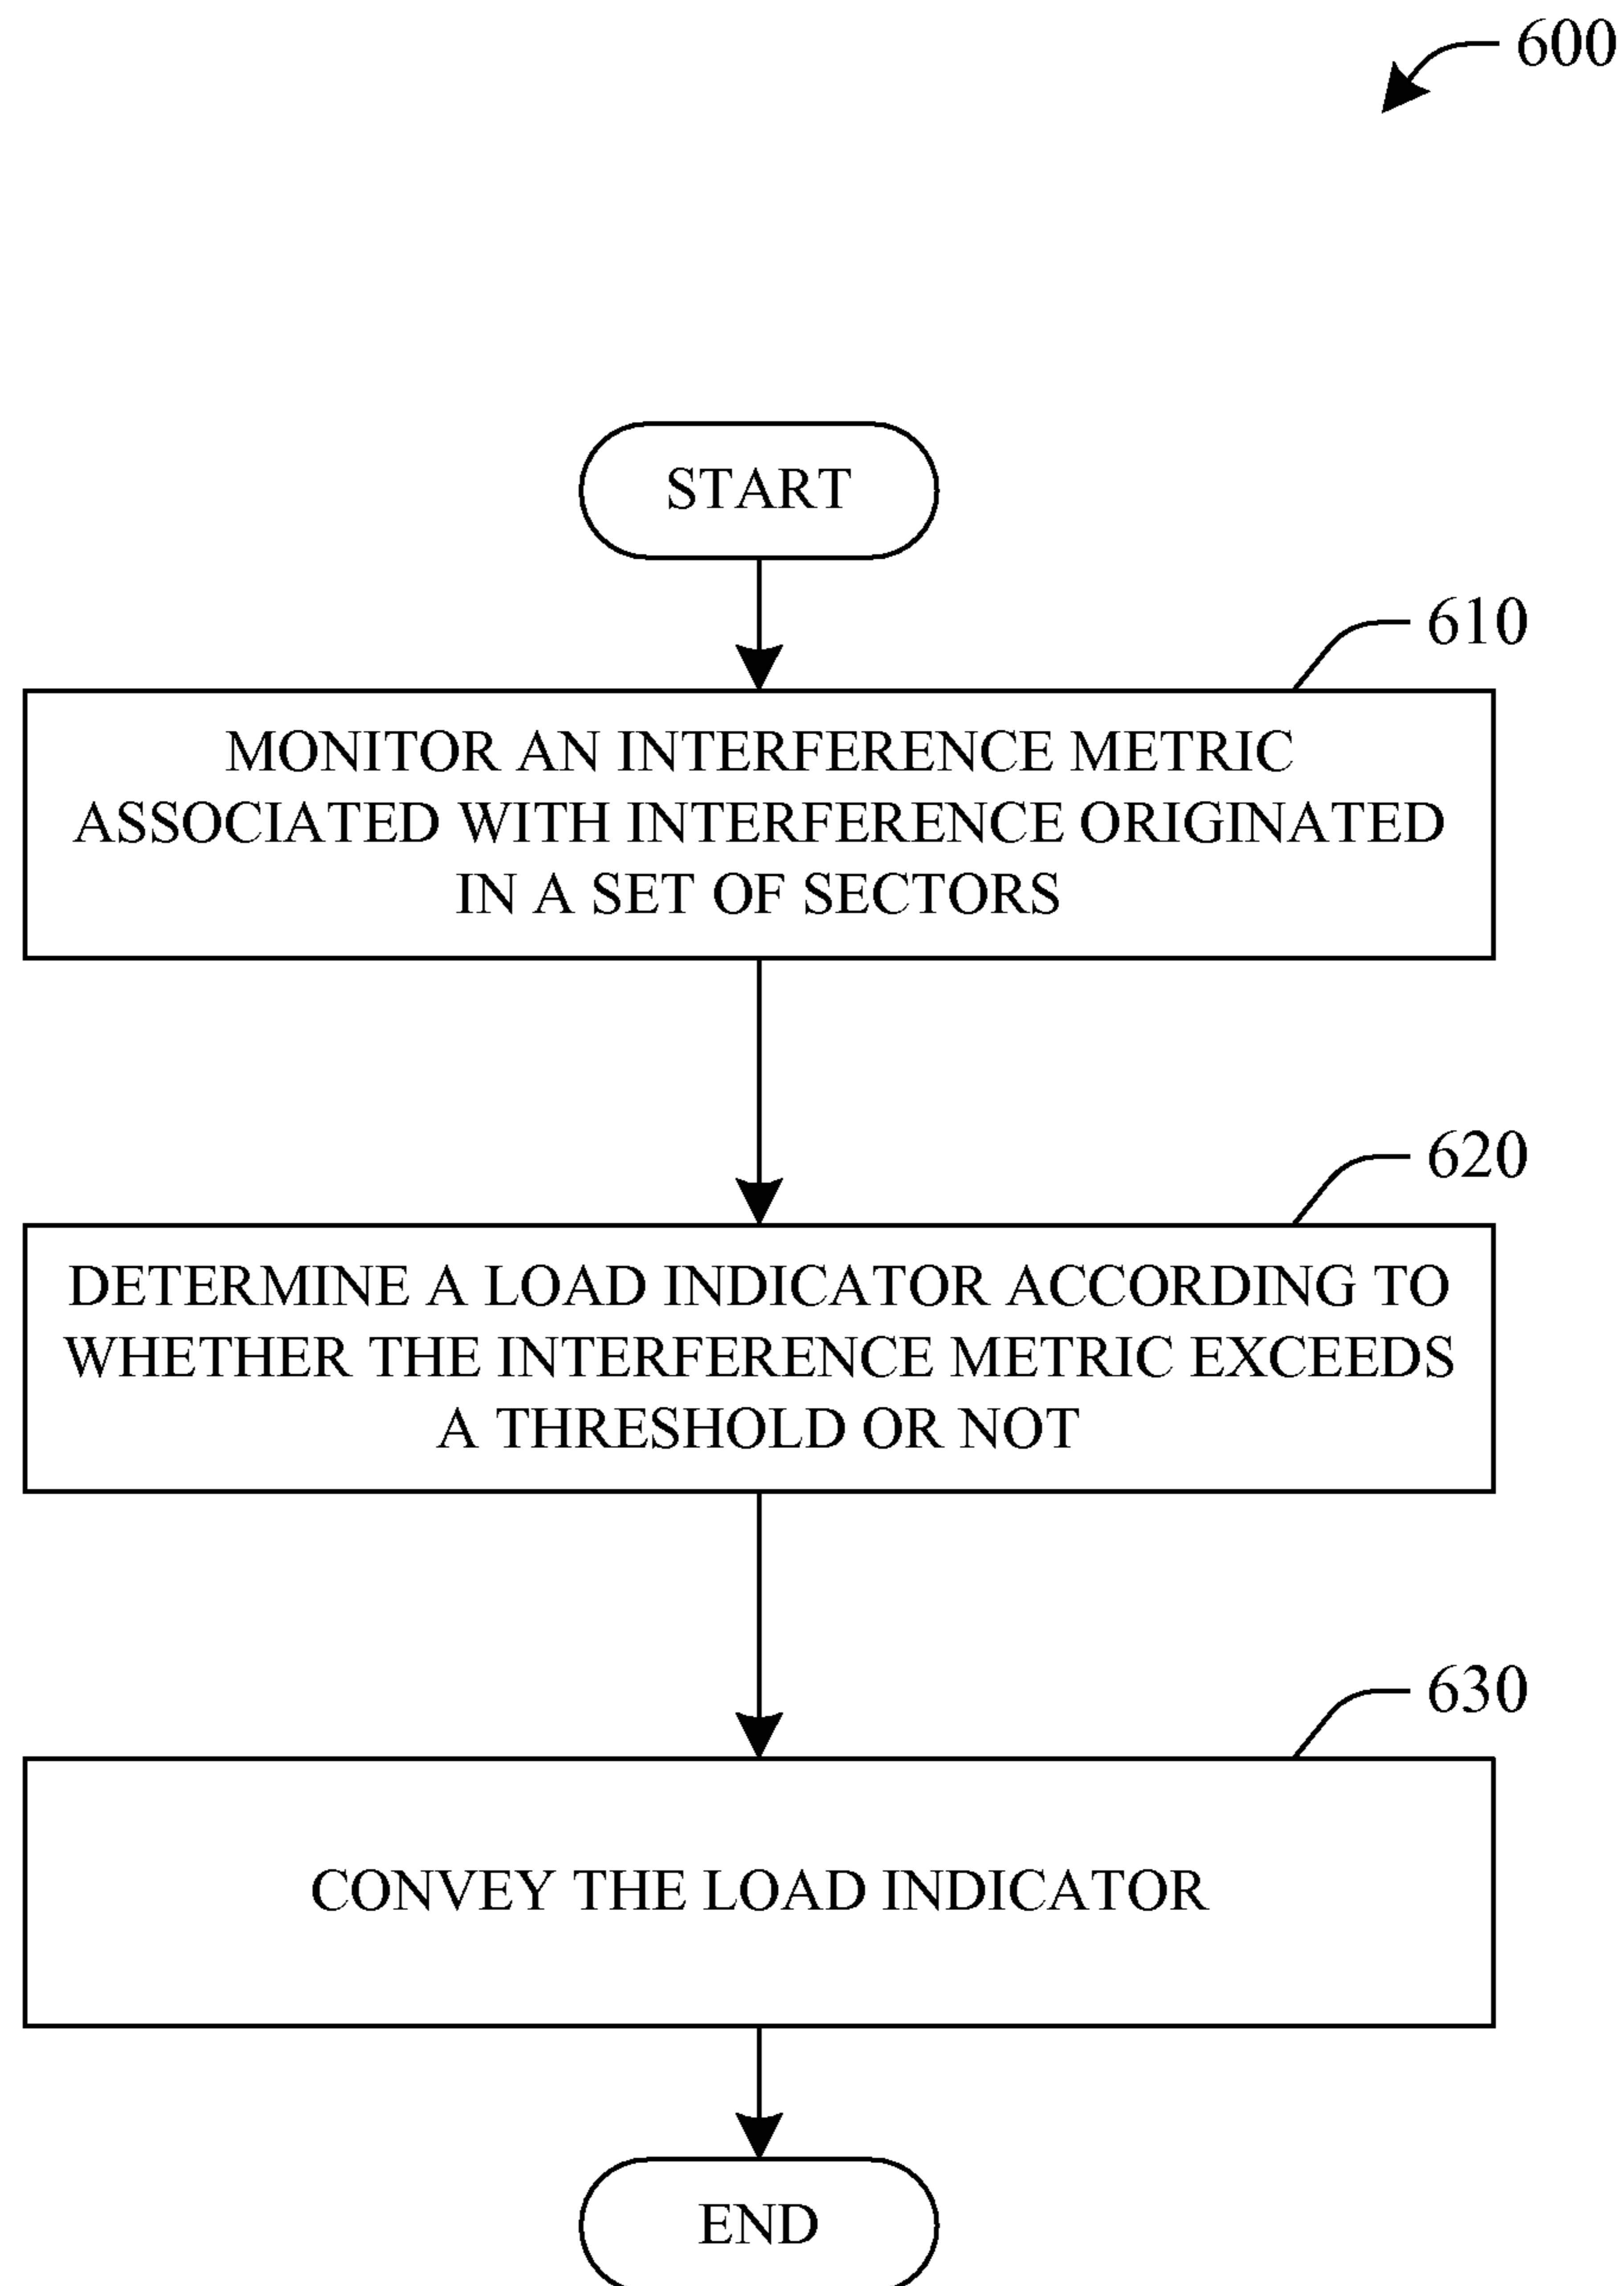 600
START
610
MONITOR AN INTERFERENCE METRIC
ASSOCIATED WITH INTERFERENCE ORIGINATED
IN A SET OF SECTORS
620
DETERMINE A LOAD INDICATOR ACCORDING TO
WHETHER THE INTERFERENCE METRIC EXCEEDS
A THRESHOLD OR NOT
630
CONVEY THE LOAD INDICATOR
END